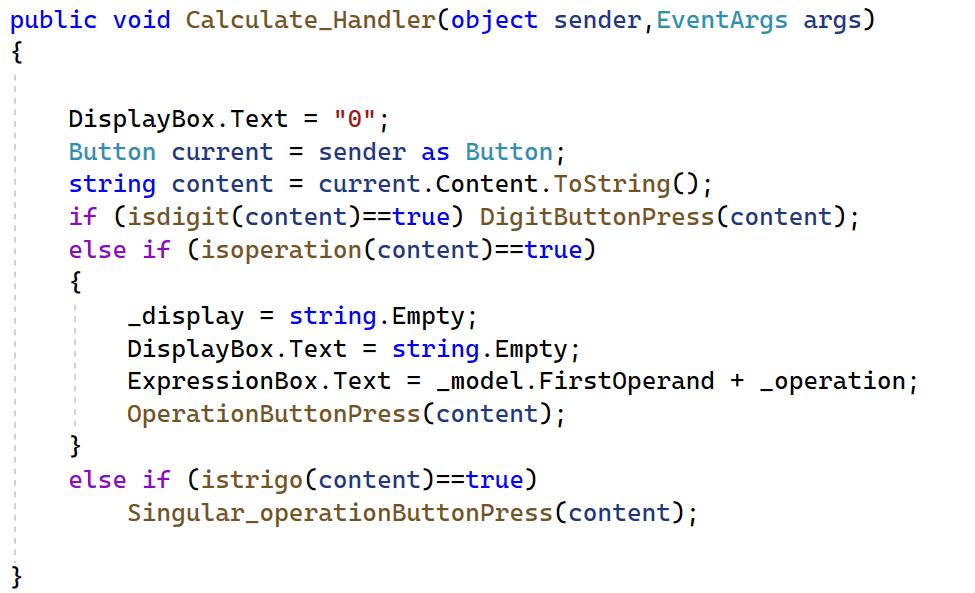 public void Calculate_Handler(object sender,EventArgs args)
{
DisplayBox.Text = "0";
Button current = sender as Button;
string content = current.Content.ToString();
if (isdigit(content)==true) DigitButtonPress(content);
else if (isoperation(content)==true)
{
_display = string.Empty;
DisplayBox.Text = string.Empty;
ExpressionBox.Text = _model.FirstOperand + _operation;
OperationButtonPress(content);
}
else if (istrigo(content)==true)
Singular_operationButtonPress(content);
}